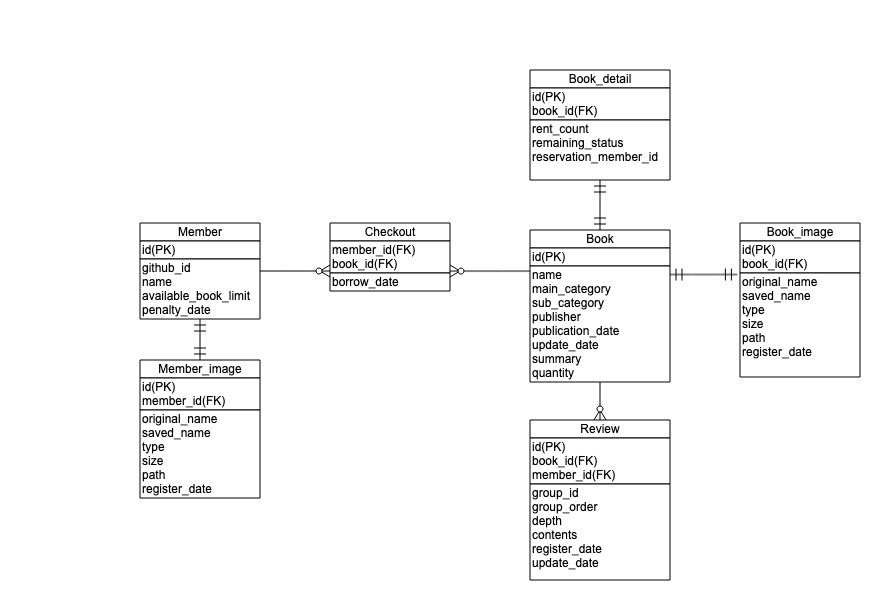 Book_detail
id(PK)
book_id(FK)
rent_count
remaining_status
reservation_member_id
Member
id(PK)
github_id
name
available_book_limit
penalty_date
Checkout
member_id(FK)
book_id(FK)
borrow_date
Book
id(PK)
name
main_category
sub_category
publisher
publication_date
update_date
summary
quantity
Book_image
id(PK)
book_id(FK)
original_name
saved_name
type
size
path
register_date
Member_image
id(PK)
member_id(FK)
original_name
saved_name
type
size
path
register_date
Review
id(PK)
book_id(FK)
member_id(FK)
group_id
group_order
depth
contents
register_date
update_date